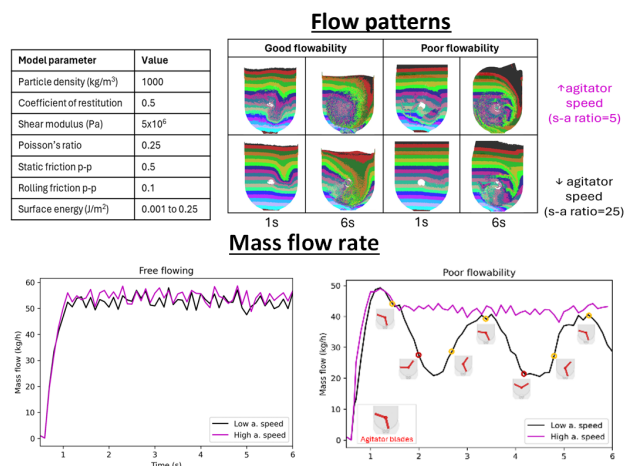 Flow patterns
Model parameter Value
Particle density (kg/m³) 1000
Coefficient of restitution 0.5
Shear modulus (Pa) 5x10⁶
Poisson's ratio 0.25
Static friction p-p 0.5
Rolling friction p-p 0.1
Surface energy (J/m²) 0.001 to 0.25
Good flowability Poor flowability
↑agitator
speed
(s-a ratio=5)
↓ agitator
speed
(s-a ratio=25)
1s 6s 1s 6s
Mass flow rate
Free flowing
Mass flow (kg/h)
60
50
40
30
20
10
0
1 2 3 4 5 6
Time (s)
Low a. speed
High a. speed
Poor flowability
Mass flow (kg/h)
50
40
30
20
10
0
1 2 3 4 5 6
Agitator blades
Low a. speed
High a. speed